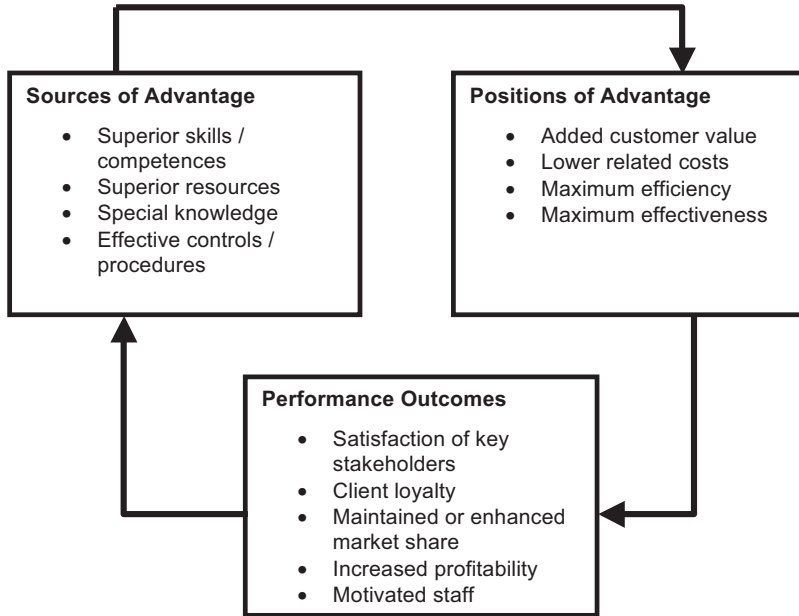 Sources of Advantage
• Superior skills /
competences
• Superior resources
• Special knowledge
• Effective controls /
procedures
Positions of Advantage
• Added customer value
• Lower related costs
• Maximum efficiency
• Maximum effectiveness
Performance Outcomes
• Satisfaction of key
stakeholders
• Client loyalty
• Maintained or enhanced
market share
• Increased profitability
• Motivated staff